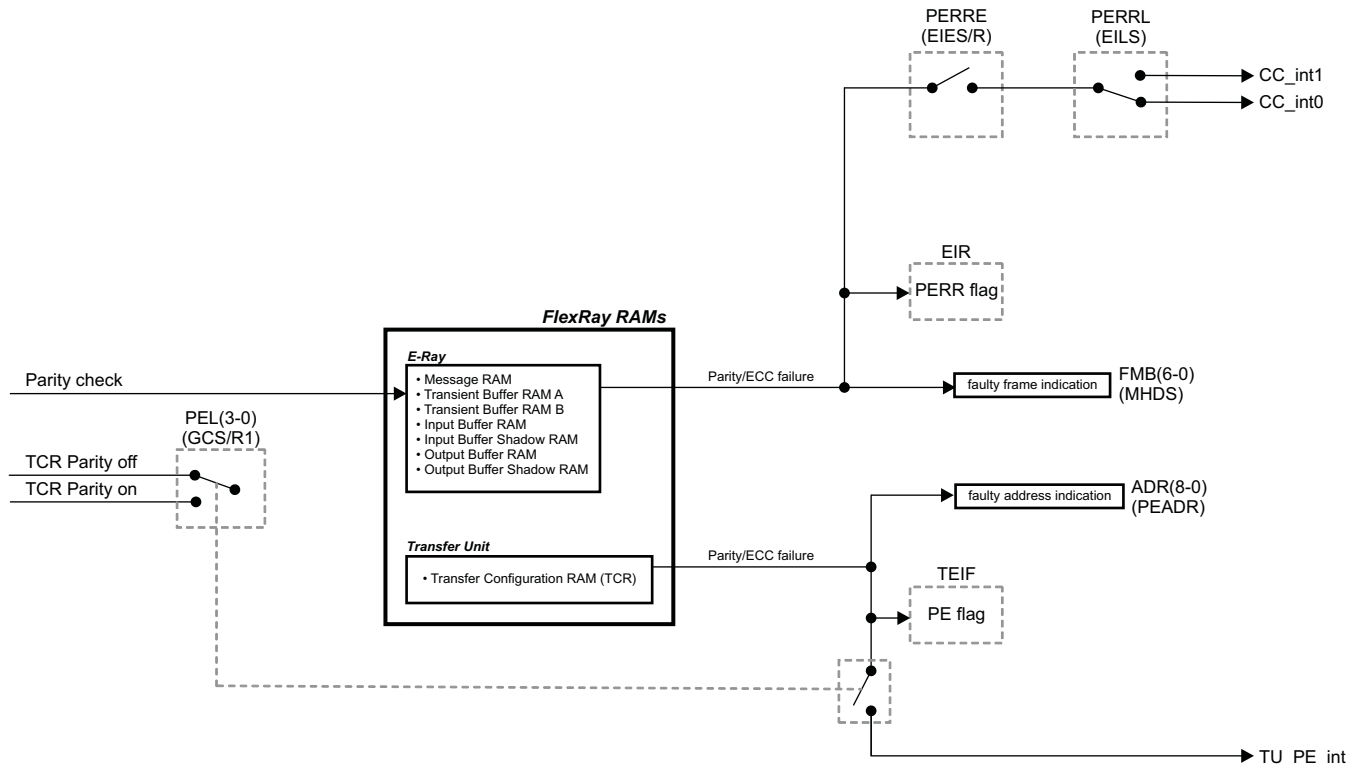 PERRE
(EIES/R)
PERRL
(EILS)
CC_int1
CC_int0
EIR
PERR flag
FlexRay RAMs
E-Ray
• Message RAM
• Transient Buffer RAM A
• Transient Buffer RAM B
• Input Buffer RAM
• Input Buffer Shadow RAM
• Output Buffer RAM
• Output Buffer Shadow RAM
Parity check
Parity/ECC failure
faulty frame indication
FMB(6-0)
(MHDS)
PEL(3-0)
(GCS/R1)
TCR Parity off
TCR Parity on
faulty address indication
ADR(8-0)
(PEADR)
Transfer Unit
• Transfer Configuration RAM (TCR)
Parity/ECC failure
TEIF
PE flag
TU_PE_int